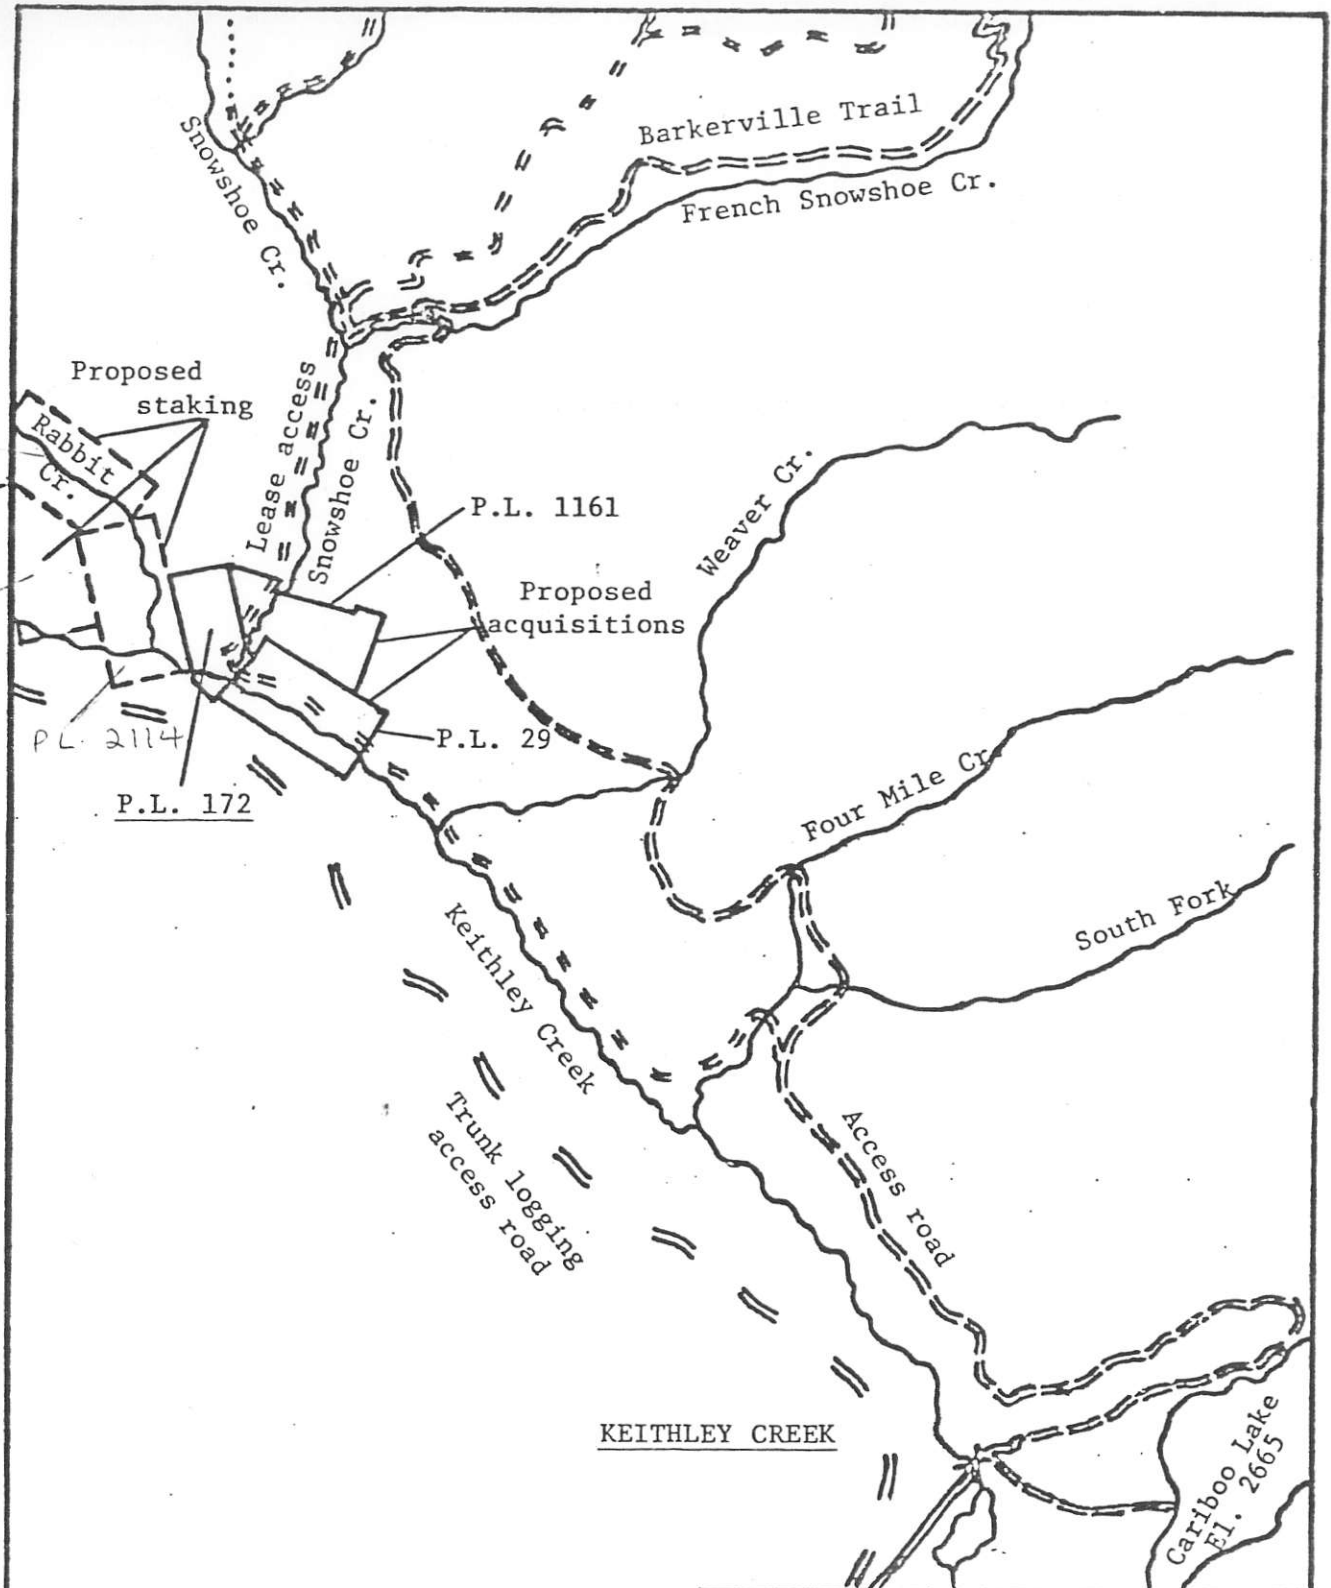 Barkerville Trail
Snowshoe Cr.
French Snowshoe Cr.
Proposed
staking
Lease access
Snowshoe Cr.
Rabbit
Cr.
Weaver Cr.
P.L. 1161
Proposed
acquisitions
P.L. 2114
P.L. 29
P.L. 172
Four Mile Cr.
South Fork
Keithley Creek
Trunk logging
access road
Access road
KEITHLEY CREEK
Cariboo Lake
El. 2665